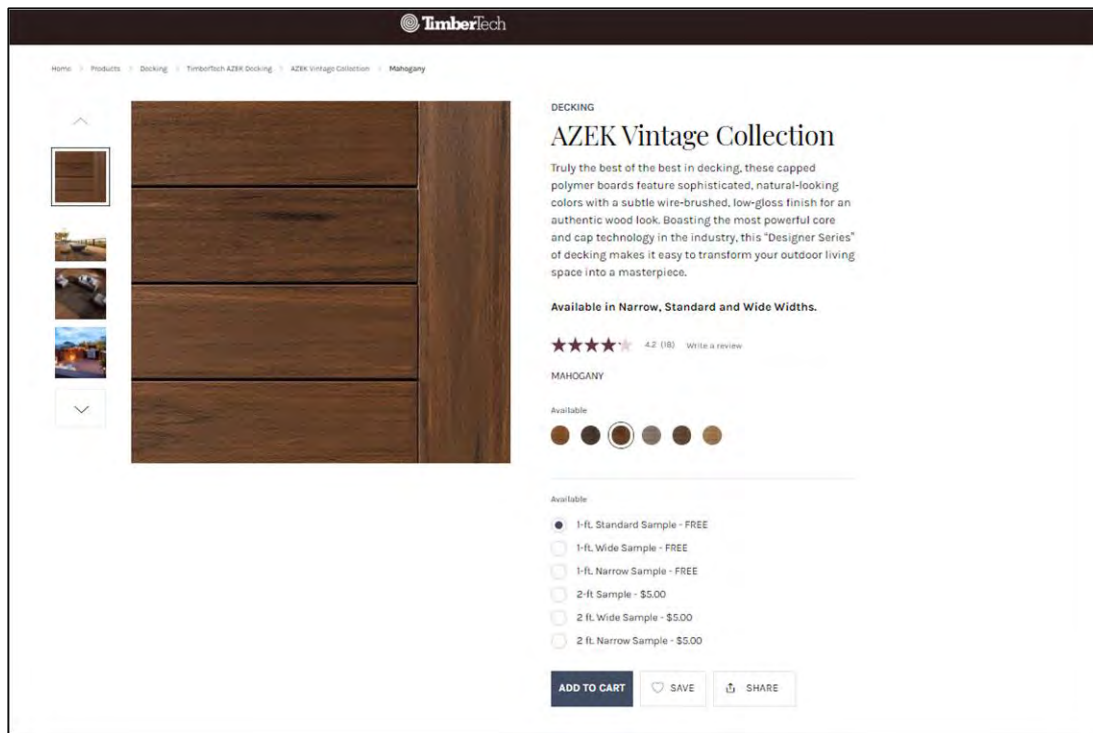 TimberTech
Home > Products > Decking > TimberTech AZEK Decking > AZEK Vintage Collection > Mahogany
DECKING
AZEK Vintage Collection
Truly the best of the best in decking, these capped
polymer boards feature sophisticated, natural-looking
colors with a subtle wire-brushed, low-gloss finish for an
authentic wood look. Boasting the most powerful core
and cap technology in the industry, this "Designer Series"
of decking makes it easy to transform your outdoor living
space into a masterpiece.
Available in Narrow, Standard and Wide Widths.
4.2 (18) Write a review
MAHOGANY
Available
Available
1-ft. Standard Sample - FREE
1-ft. Wide Sample - FREE
1-ft. Narrow Sample - FREE
2-ft Sample - $5.00
2 ft. Wide Sample - $5.00
2 ft. Narrow Sample - $5.00
ADD TO CART SAVE SHARE